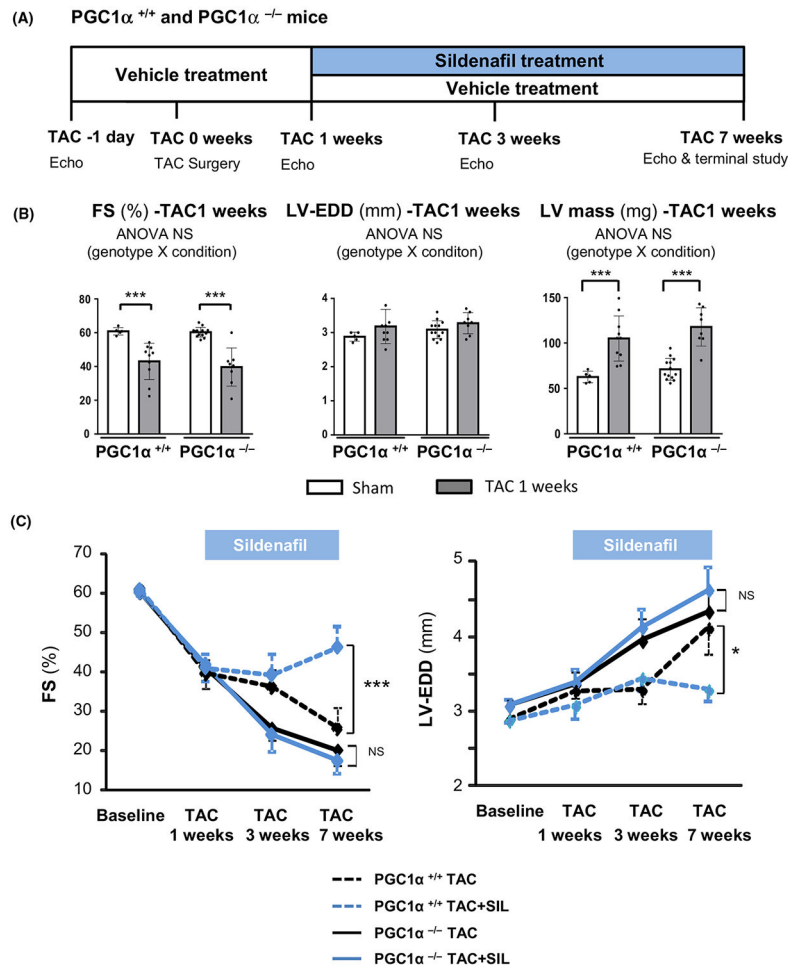 (A) PGC1α +/+ and PGC1α –/– mice
Vehicle treatment
Sildenafil treatment
Vehicle treatment
TAC -1 day
Echo
TAC 0 weeks
TAC Surgery
TAC 1 weeks
Echo
TAC 3 weeks
Echo
TAC 7 weeks
Echo & terminal study
(B)
FS (%) -TAC1 weeks
ANOVA NS
(genotype X condition)
80
60
40
20
0
***
***
PGC1α +/+
PGC1α –/–
LV-EDD (mm) -TAC1 weeks
ANOVA NS
(genotype X conditon)
4
3
2
1
0
PGC1α +/+
PGC1α –/–
LV mass (mg) -TAC1 weeks
ANOVA NS
(genotype X condition)
150
100
50
0
***
***
PGC1α +/+
PGC1α –/–
Sham
TAC 1 weeks
(C)
Sildenafil
FS (%)
70
60
50
40
30
20
10
***
NS
Baseline
TAC
1 weeks
TAC
3 weeks
TAC
7 weeks
Sildenafil
LV-EDD (mm)
5
4
3
2
NS
*
Baseline
TAC
1 weeks
TAC
3 weeks
TAC
7 weeks
PGC1α +/+ TAC
PGC1α +/+ TAC+SIL
PGC1α –/– TAC
PGC1α –/– TAC+SIL